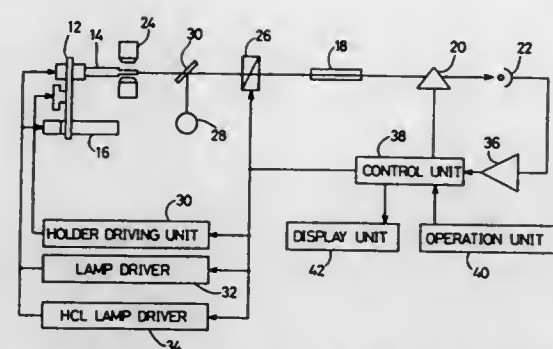 12
14
24
30
26
18
20
22
28
16
38
36
CONTROL UNIT
30
HOLDER DRIVING UNIT
DISPLAY UNIT
OPERATION UNIT
42
40
LAMP DRIVER
32
HCL LAMP DRIVER
34